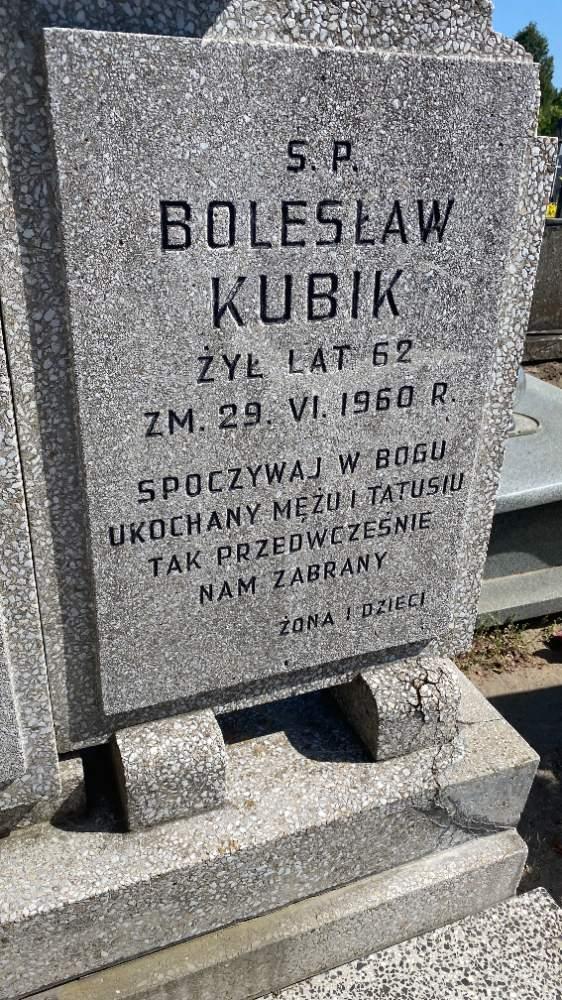 S. P.
BOLESŁAW
KUBIK
ŻYŁ LAT 62
ZM. 29. VI. 1960 R.
SPOCZYWAJ W BOGU
UKOCHANY MĘŻU I TATUSIU
TAK PRZEDWCZEŚNIE
NAM ZABRANY
ŻONA I DZIECI